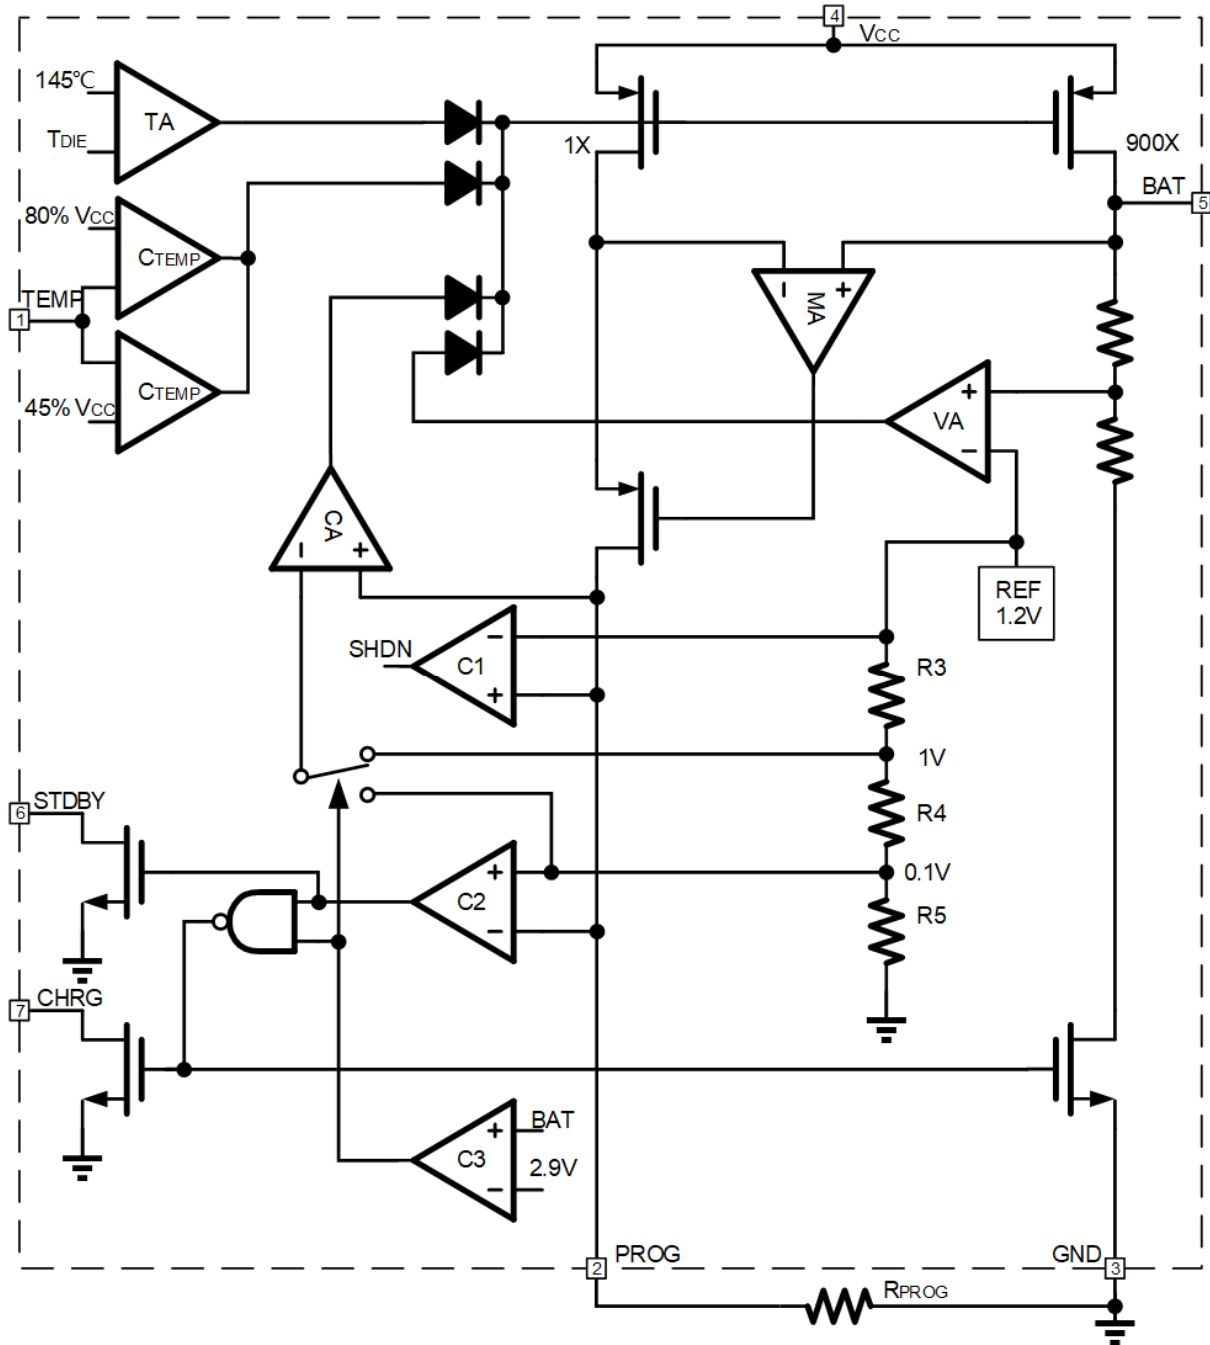 4
VCC
145℃
TA
TDIE
1X
900X
BAT
5
80% VCC
CTEMP
TEMP
1
CTEMP
45% VCC
− +
MA
+
VA
−
CA
− +
REF
1.2V
SHDN
−
C1
+
R3
1V
R4
6
STDBY
+
C2
−
0.1V
R5
7
CHRG
+
BAT
C3
2.9V
−
2
PROG
GND
3
RPROG